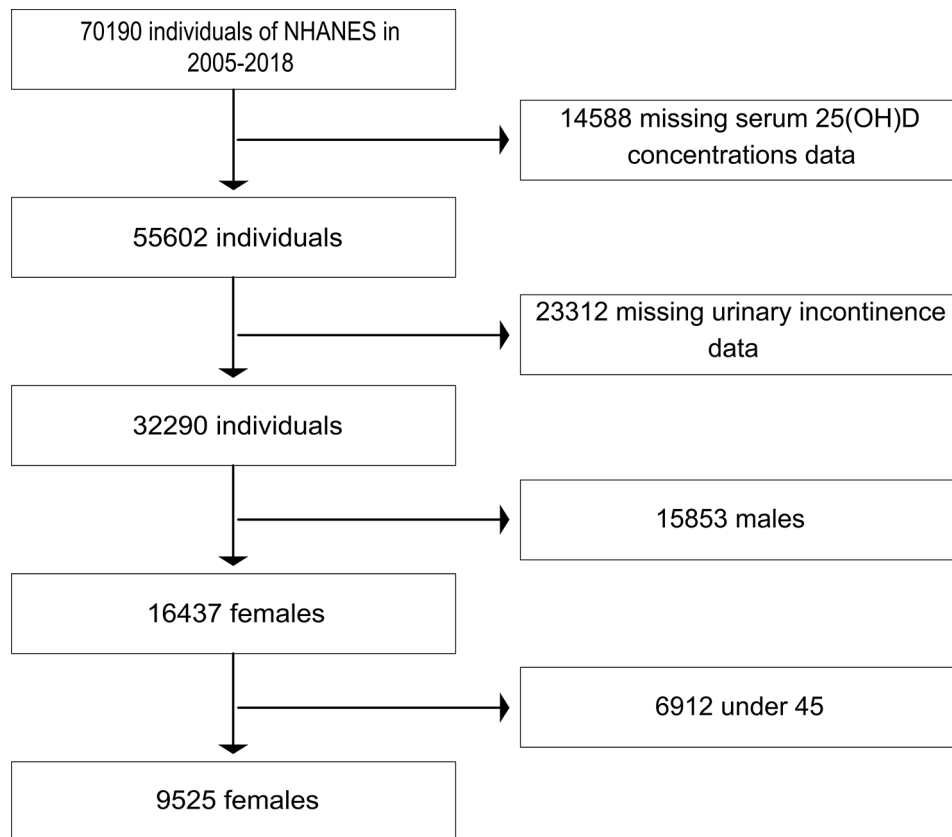 70190 individuals of NHANES in
2005-2018
14588 missing serum 25(OH)D
concentrations data
55602 individuals
23312 missing urinary incontinence
data
32290 individuals
15853 males
16437 females
6912 under 45
9525 females